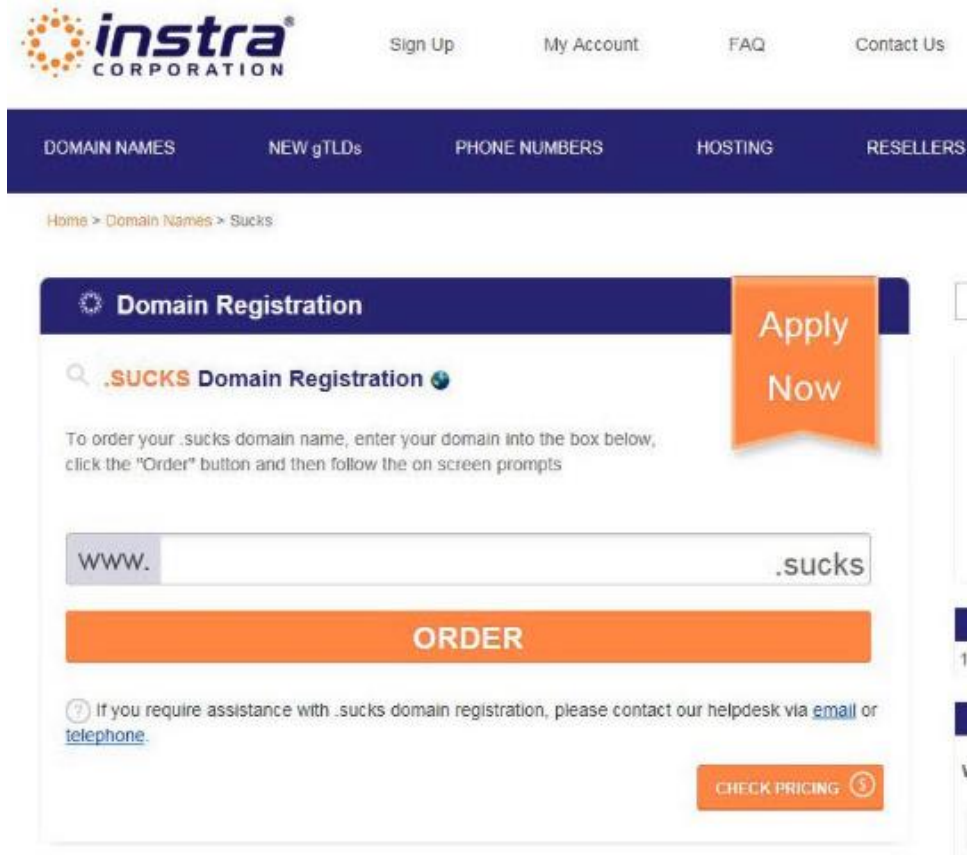 instra®
CORPORATION
Sign Up My Account FAQ Contact Us
DOMAIN NAMES NEW gTLDs PHONE NUMBERS HOSTING RESELLERS
Home > Domain Names > Sucks
Domain Registration
Apply
Now
.SUCKS Domain Registration
To order your .sucks domain name, enter your domain into the box below,
click the "Order" button and then follow the on screen prompts
www. .sucks
ORDER
? If you require assistance with .sucks domain registration, please contact our helpdesk via email or
telephone.
CHECK PRICING $